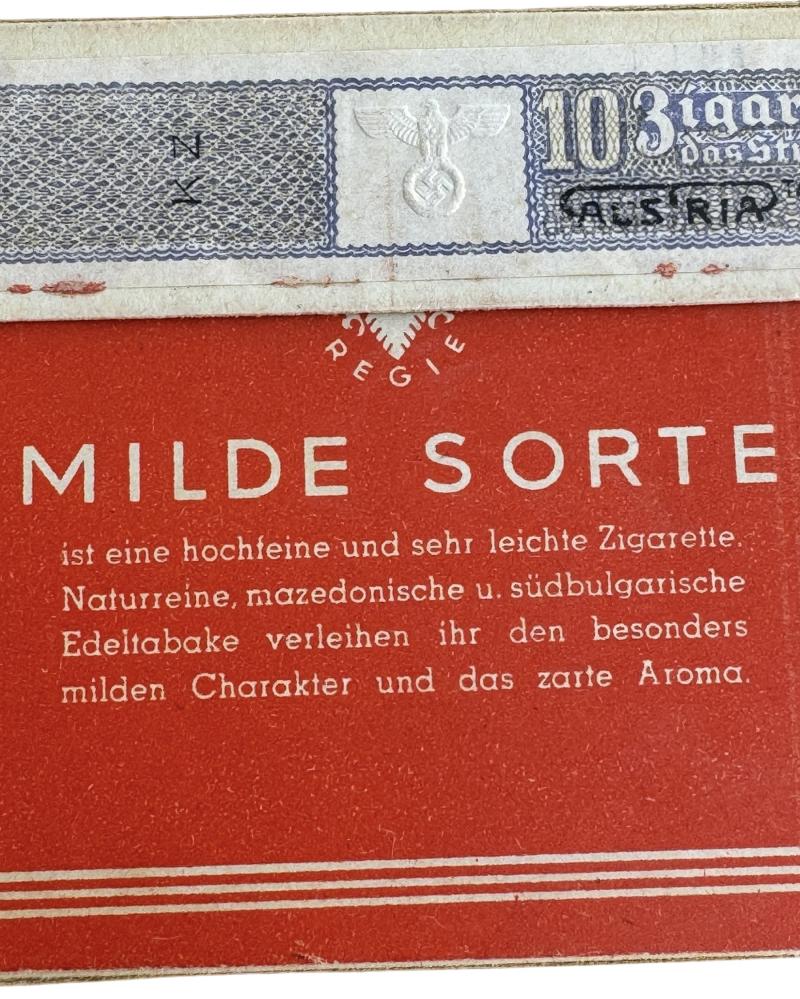 K Z
10 Zigar
das St
AUSTRIA
REGIE
MILDE SORTE
ist eine hochfeine und sehr leichte Zigarette.
Naturreine, mazedonische u. südbulgarische
Edeltabake verleihen ihr den besonders
milden Charakter und das zarte Aroma.